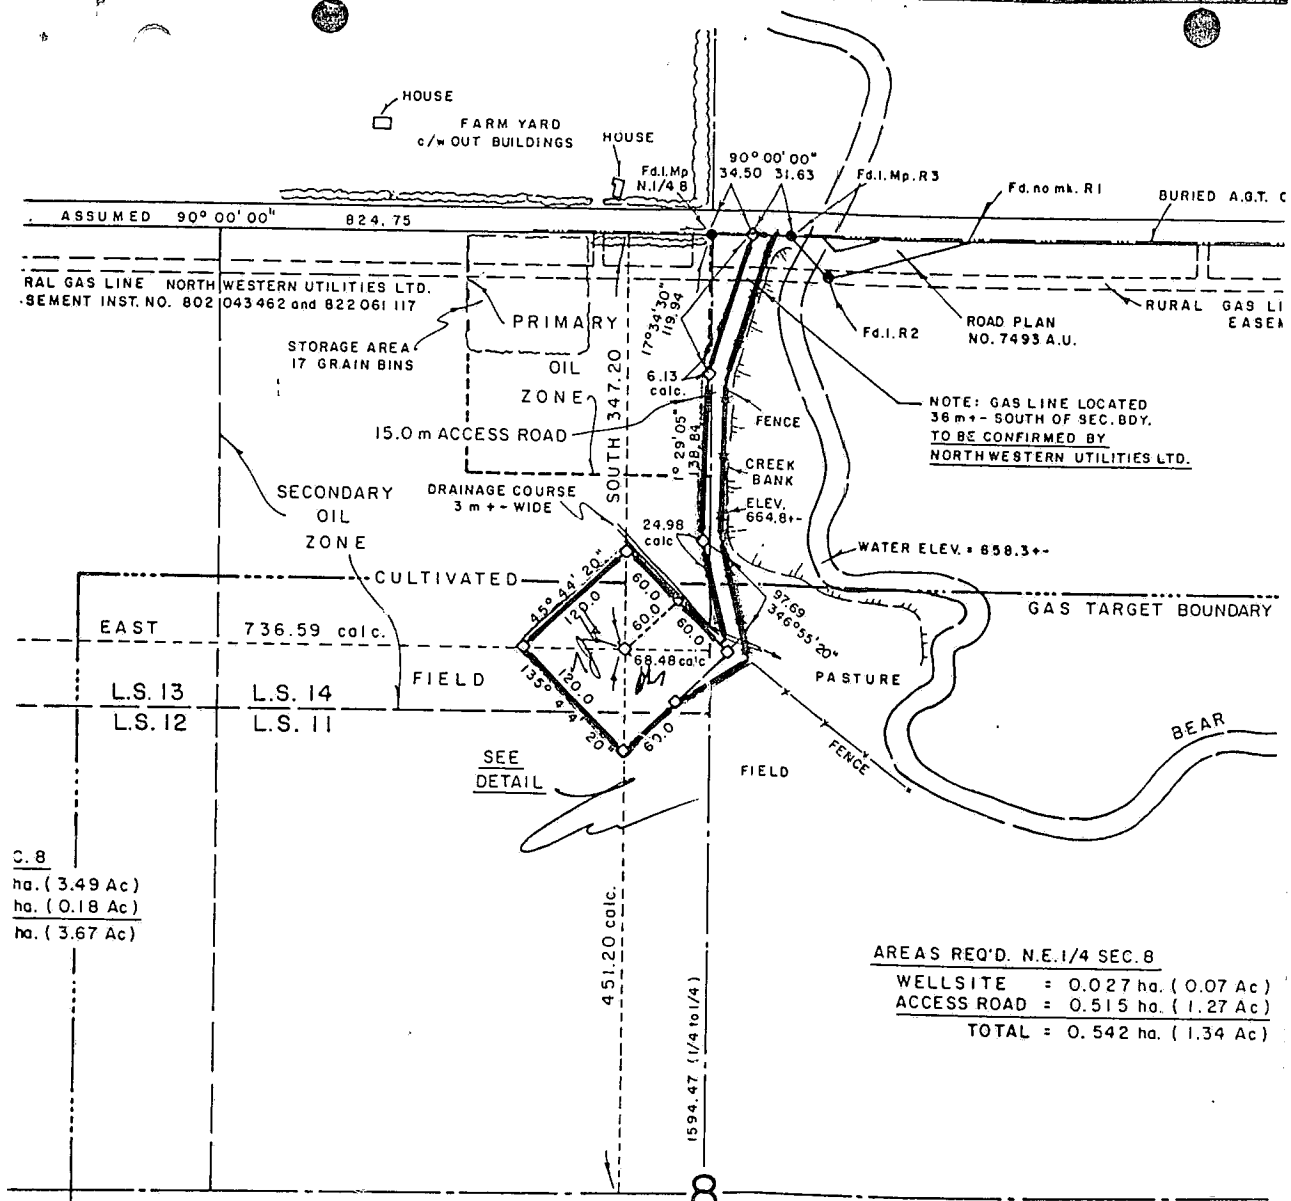 HOUSE
FARM YARD
c/w OUT BUILDINGS
HOUSE
Fd.I.Mp
N.1/4 8
90° 00' 00"
34.50 31.63
Fd.I.Mp.R3
Fd.no mk. R1
BURIED A.G.T. C
ASSUMED 90° 00' 00" 824.75
RAL GAS LINE NORTHWESTERN UTILITIES LTD.
SEMENT INST. NO. 802 043 462 and 822 061 117
STORAGE AREA
17 GRAIN BINS
PRIMARY
OIL
ZONE
SOUTH 347.20
17° 34' 30"
119.94
6.13
calc.
15.0 m ACCESS ROAD
1° 29' 05"
138.84
FENCE
CREEK
BANK
ELEV.
664.8+-
Fd.I.R2
ROAD PLAN
NO. 7493 A.U.
RURAL GAS LI
EASEM
NOTE: GAS LINE LOCATED
36 m+- SOUTH OF SEC. BDY.
TO BE CONFIRMED BY
NORTHWESTERN UTILITIES LTD.
SECONDARY
OIL
ZONE
DRAINAGE COURSE
3 m +- WIDE
24.98
calc
WATER ELEV. = 658.3+-
CULTIVATED
GAS TARGET BOUNDARY
45° 44' 20"
120.0
60.0
60.0
60.0
97.69
346° 55' 20"
EAST 736.59 calc.
68.48 calc
FIELD
PASTURE
L.S. 13 L.S. 14
L.S. 12 L.S. 11
120.0
135° 44' 20"
60.0
SEE
DETAIL
FIELD
FENCE
BEAR
C. 8
ha. ( 3.49 Ac)
ha. ( 0.18 Ac)
ha. ( 3.67 Ac)
451.20 calc.
1594.47 (1/4 to 1/4)
AREAS REQ'D. N.E.1/4 SEC. 8
WELLSITE = 0.027 ha. ( 0.07 Ac)
ACCESS ROAD = 0.515 ha. ( 1.27 Ac)
TOTAL = 0.542 ha. ( 1.34 Ac)
8